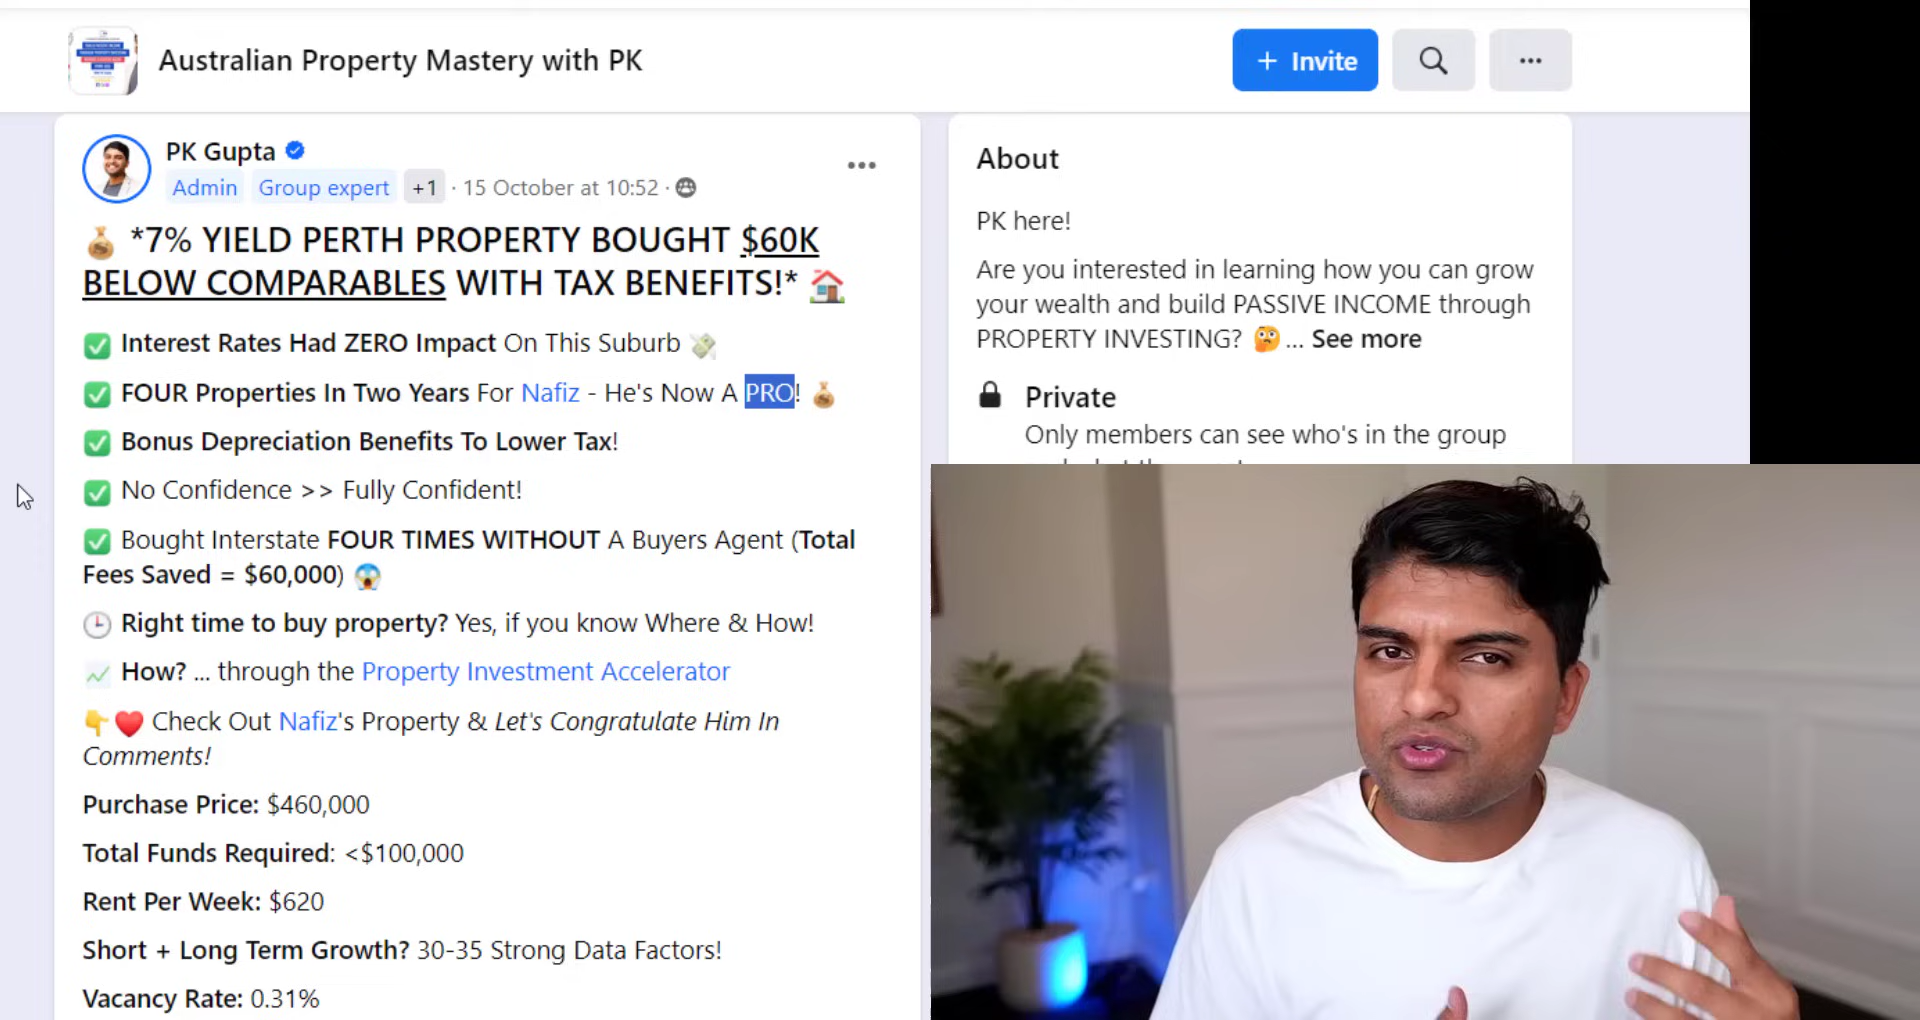 Australian Property Mastery with PK
+ Invite
PK Gupta
Admin Group expert +1 · 15 October at 10:52 ·
*7% YIELD PERTH PROPERTY BOUGHT $60K
BELOW COMPARABLES WITH TAX BENEFITS!*
Interest Rates Had ZERO Impact On This Suburb
FOUR Properties In Two Years For Nafiz - He's Now A PRO!
Bonus Depreciation Benefits To Lower Tax!
No Confidence >> Fully Confident!
Bought Interstate FOUR TIMES WITHOUT A Buyers Agent (Total
Fees Saved = $60,000)
Right time to buy property? Yes, if you know Where & How!
How? ... through the Property Investment Accelerator
Check Out Nafiz's Property & Let's Congratulate Him In
Comments!
Purchase Price: $460,000
Total Funds Required: <$100,000
Rent Per Week: $620
Short + Long Term Growth? 30-35 Strong Data Factors!
Vacancy Rate: 0.31%
About
PK here!
Are you interested in learning how you can grow
your wealth and build PASSIVE INCOME through
PROPERTY INVESTING? ... See more
Private
Only members can see who's in the group